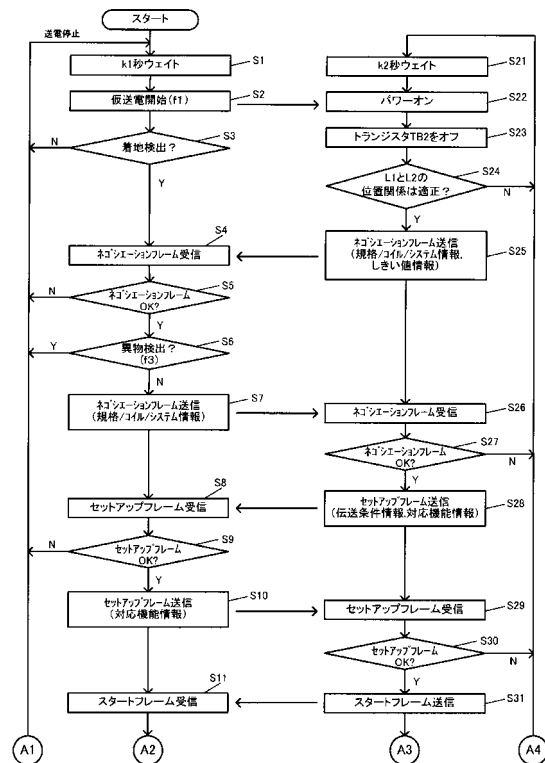 スタート
送電停止
k1秒ウェイト
S1
仮送電開始(f1)
S2
着地検出?
S3
N
Y
ネゴシエーションフレーム受信
S4
ネゴシエーションフレーム
OK?
S5
N
Y
異物検出?
(f3)
S6
Y
N
ネゴシエーションフレーム送信
(規格/コイル/システム情報)
S7
セットアップフレーム受信
S8
セットアップフレーム
OK?
S9
N
Y
セットアップフレーム送信
(対応機能情報)
S10
スタートフレーム受信
S11
A1
A2
k2秒ウェイト
S21
パワーオン
S22
トランジスタTB2をオフ
S23
L1とL2の
位置関係は適正?
S24
N
Y
ネゴシエーションフレーム送信
(規格/コイル/システム情報,
しきい値情報)
S25
ネゴシエーションフレーム受信
S26
ネゴシエーションフレーム
OK?
S27
N
Y
セットアップフレーム送信
(伝送条件情報,対応機能情報)
S28
セットアップフレーム受信
S29
セットアップフレーム
OK?
S30
N
Y
スタートフレーム送信
S31
A3
A4